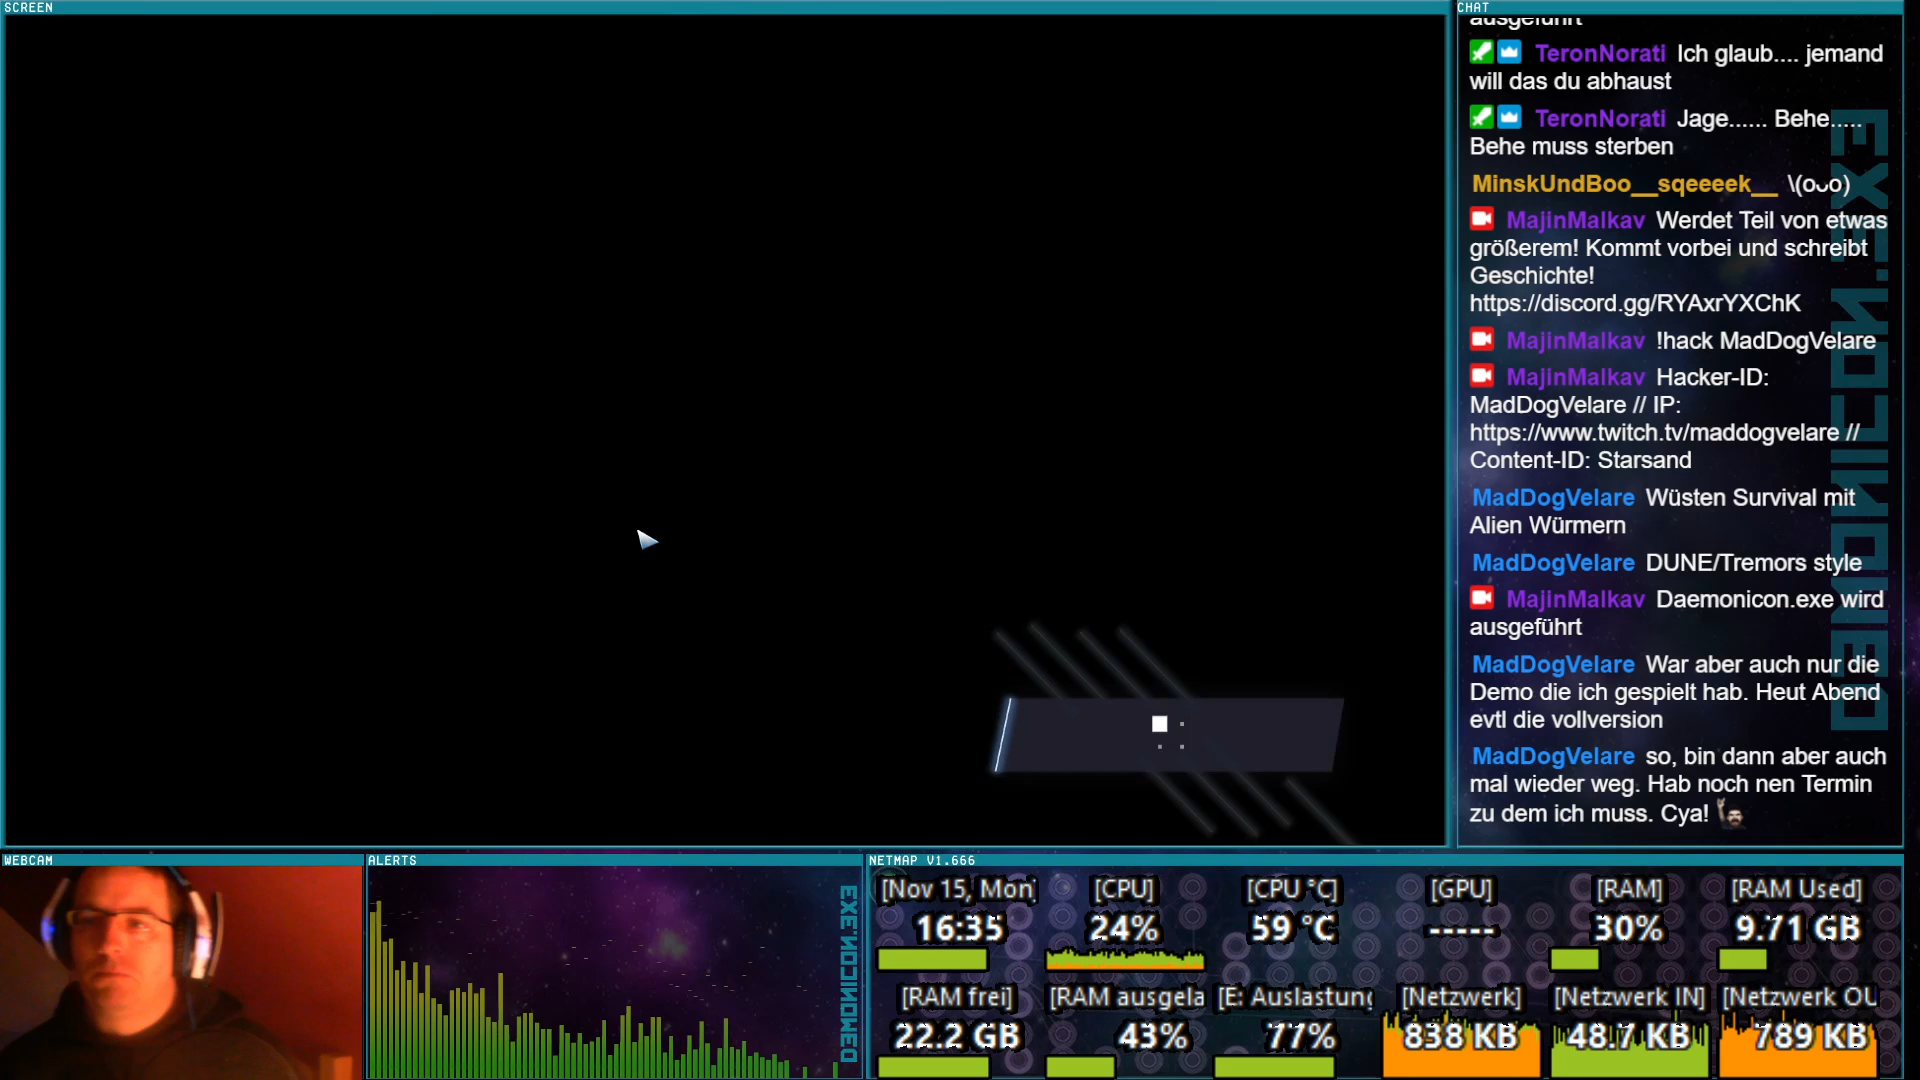 SCREEN
CHAT
ausgeführt
TeronNorati Ich glaub.... jemand
will das du abhaust
TeronNorati Jage...... Behe.....
Behe muss sterben
MinskUndBoo__sqeeeek__ \(oᴗo)
MajinMalkav Werdet Teil von etwas
größerem! Kommt vorbei und schreibt
Geschichte!
https://discord.gg/RYAxrYXChK
MajinMalkav !hack MadDogVelare
MajinMalkav Hacker-ID:
MadDogVelare // IP:
https://www.twitch.tv/maddogvelare //
Content-ID: Starsand
MadDogVelare Wüsten Survival mit
Alien Würmern
MadDogVelare DUNE/Tremors style
MajinMalkav Daemonicon.exe wird
ausgeführt
MadDogVelare War aber auch nur die
Demo die ich gespielt hab. Heut Abend
evtl die vollversion
MadDogVelare so, bin dann aber auch
mal wieder weg. Hab noch nen Termin
zu dem ich muss. Cya!
WEBCAM
ALERTS
NETMAP V1.666
[Nov 15, Mon] [CPU] [CPU °C] [GPU] [RAM] [RAM Used]
16:35 24% 59 °C ----- 30% 9.71 GB
[RAM frei] [RAM ausgela [E: Auslastung [Netzwerk] [Netzwerk IN] [Netzwerk OU
22.2 GB 43% 77% 838 KB 48.7 KB 789 KB